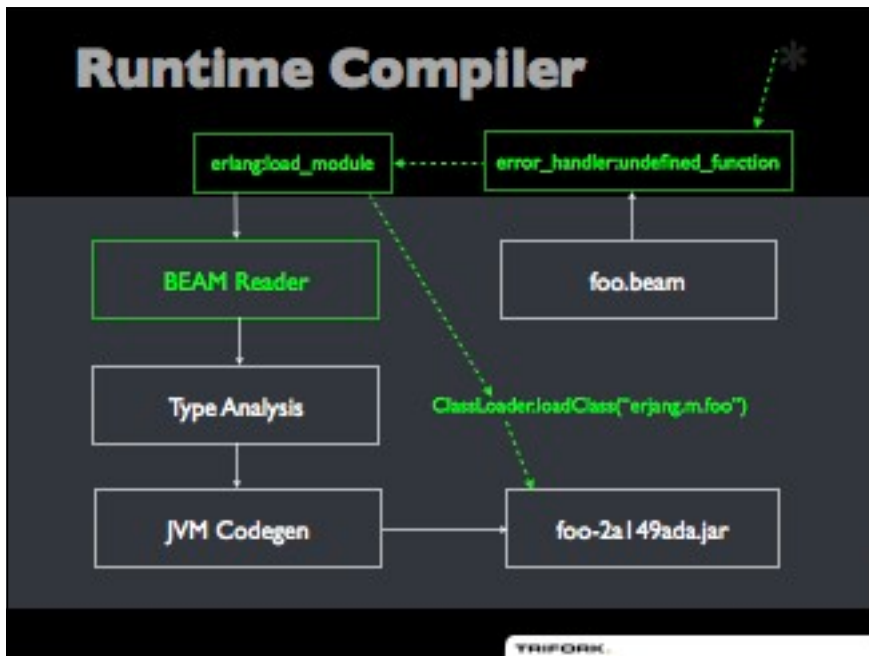 Runtime Compiler *
erlang:load_module
error_handler:undefined_function
BEAM Reader
foo.beam
Type Analysis
ClassLoader.loadClass("erjang.m.foo")
JVM Codegen
foo-2a149ada.jar
TRIFORK.